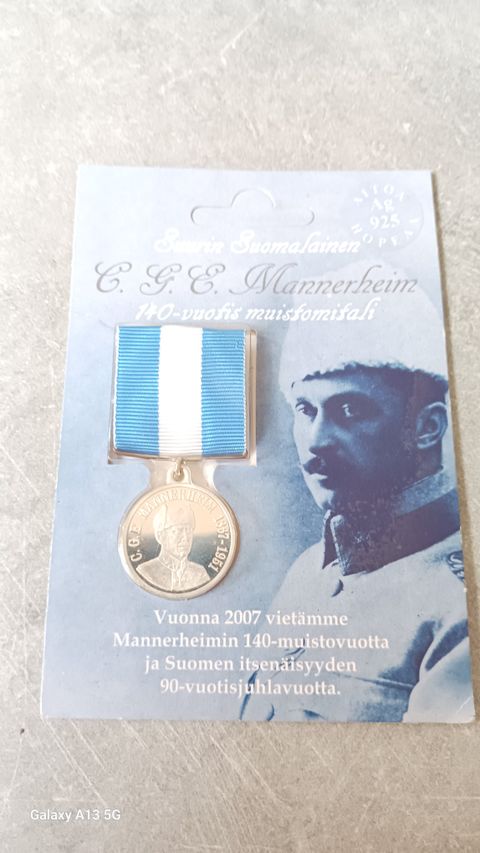 AITOA
Ag
925
HOPEAA
Suurin Suomalainen
C. G. E. Mannerheim
140-vuotis muistomitali
C.G.E. MANNERHEIM 1867-1951
Vuonna 2007 vietämme
Mannerheimin 140-muistovuotta
ja Suomen itsenäisyyden
90-vuotisjuhlavuotta.
Galaxy A13 5G